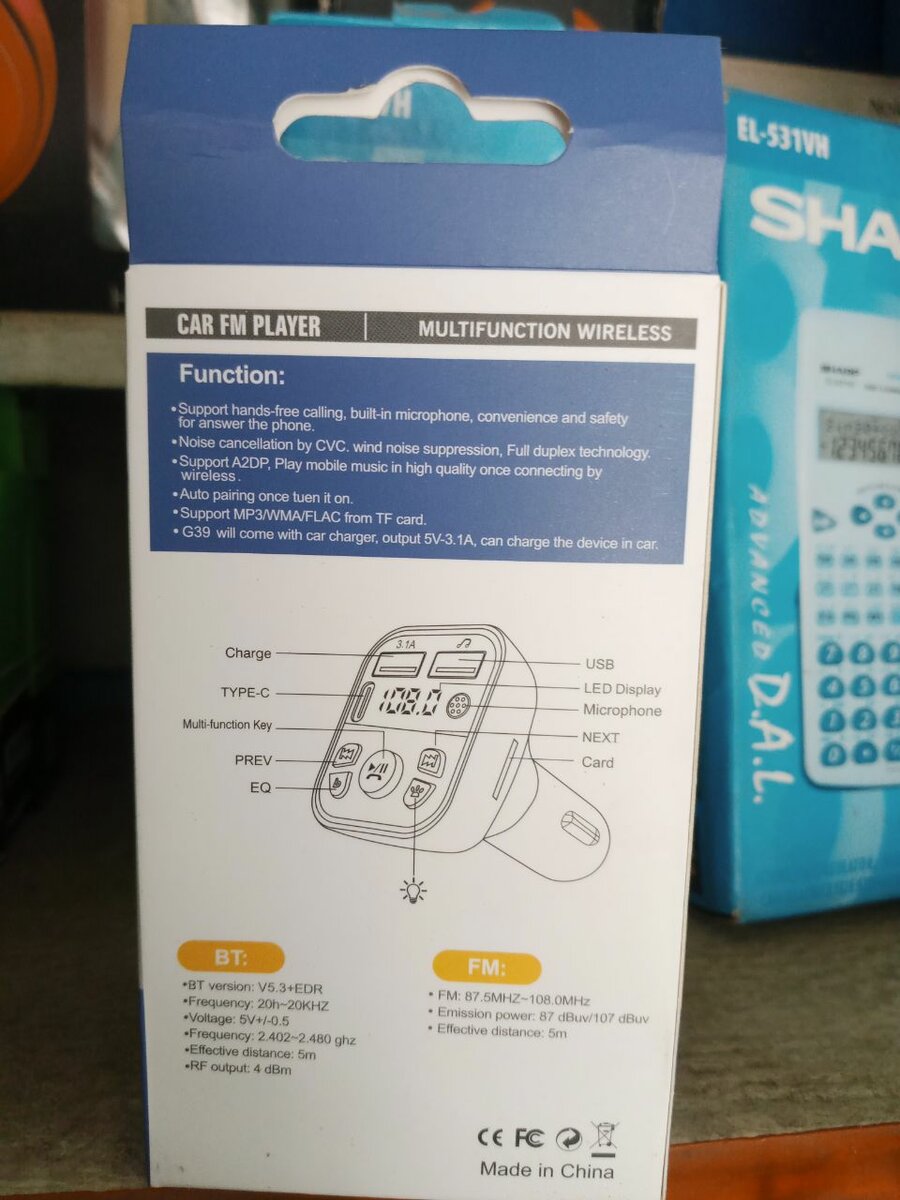 EL-531VH
SHA
CAR FM PLAYER
MULTIFUNCTION WIRELESS
Function:
•Support hands-free calling, built-in microphone, convenience and safety
for answer the phone.
•Noise cancellation by CVC. wind noise suppression, Full duplex technology.
•Support A2DP, Play mobile music in high quality once connecting by
wireless.
•Auto pairing once tuen it on.
•Support MP3/WMA/FLAC from TF card.
• G39 will come with car charger, output 5V-3.1A, can charge the device in car.
3.1A
Charge
USB
TYPE-C
108.0
LED Display
Microphone
Multi-function Key
NEXT
PREV
Card
EQ
BT:
•BT version: V5.3+EDR
•Frequency: 20h~20KHZ
•Voltage: 5V+/-0.5
•Frequency: 2.402~2.480 ghz
•Effective distance: 5m
•RF output: 4 dBm
FM:
• FM: 87.5MHZ~108.0MHz
• Emission power: 87 dBuv/107 dBuv
• Effective distance: 5m
CE FC
Made in China
SHARP
ADVANCED D.A.L.